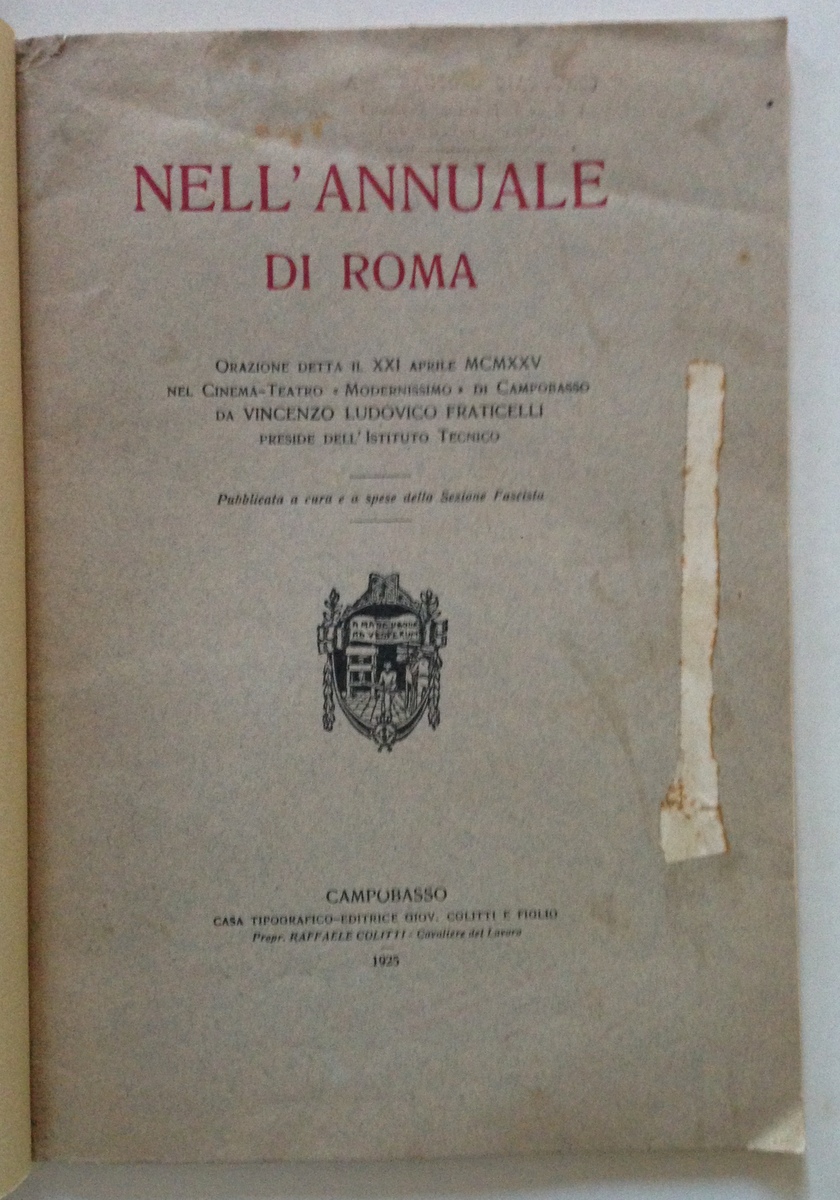 NELL'ANNUALE
DI ROMA
Orazione detta il XXI aprile MCMXXV
nel Cinema-Teatro « Modernissimo » di Campobasso
da VINCENZO LUDOVICO FRATICELLI
preside dell'Istituto Tecnico
Pubblicata a cura e a spese della Sezione Fascista
CAMPOBASSO
CASA TIPOGRAFICO-EDITRICE GIOV. COLITTI E FIGLIO
Propr. RAFFAELE COLITTI - Cavaliere del Lavoro
1925